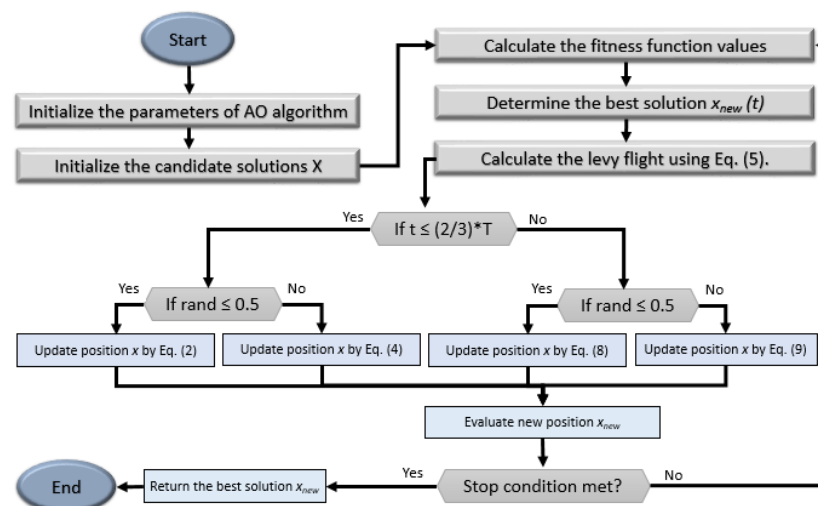 Start
Initialize the parameters of AO algorithm
Initialize the candidate solutions X
Calculate the fitness function values
Determine the best solution xnew (t)
Calculate the levy flight using Eq. (5).
Yes
If t ≤ (2/3)*T
No
Yes
If rand ≤ 0.5
No
Yes
If rand ≤ 0.5
No
Update position x by Eq. (2)
Update position x by Eq. (4)
Update position x by Eq. (8)
Update position x by Eq. (9)
Evaluate new position xnew
End
Return the best solution xnew
Yes
Stop condition met?
No